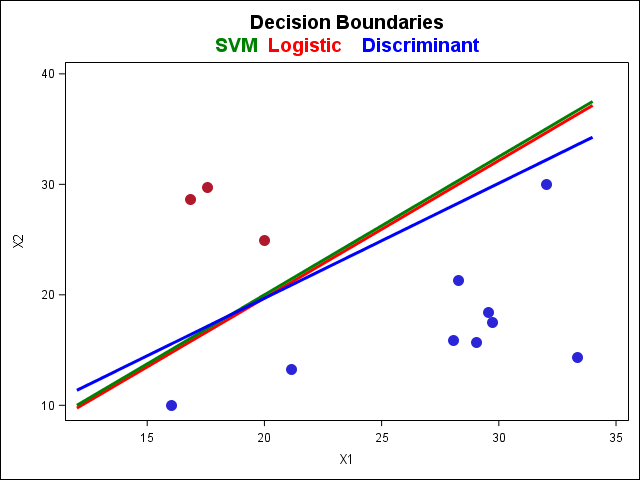 Decision Boundaries
SVM Logistic Discriminant
40
30
20
10
X2
15 20 25 30 35
X1